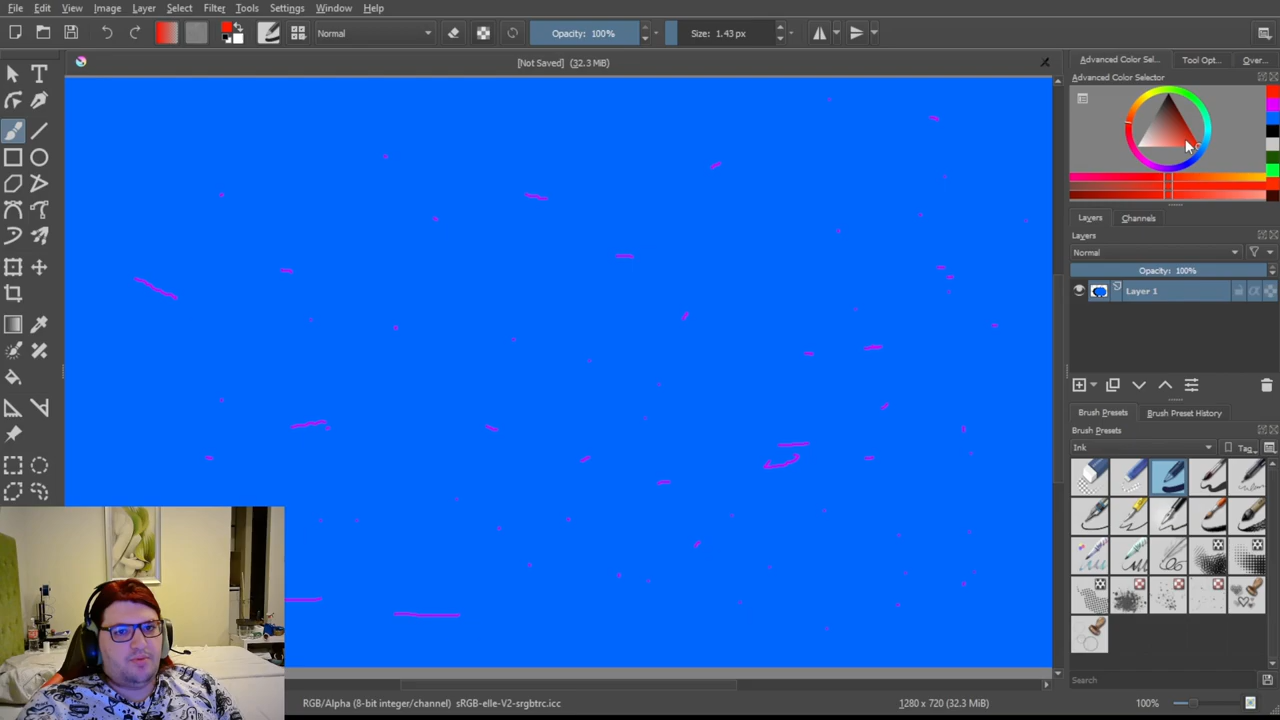 File Edit View Image Layer Select Filter Tools Settings Window Help
Normal Opacity: 100% Size: 1.43 px
[Not Saved] (32.3 MiB)
Advanced Color Sel... Tool Opt... Over...
Advanced Color Selector
Layers Channels
Layers
Normal
Opacity: 100%
Layer 1
Brush Presets Brush Preset History
Brush Presets
Ink Tag
Search
RGB/Alpha (8-bit integer/channel) sRGB-elle-V2-srgbtrc.icc 1280 x 720 (32.3 MiB) 100%